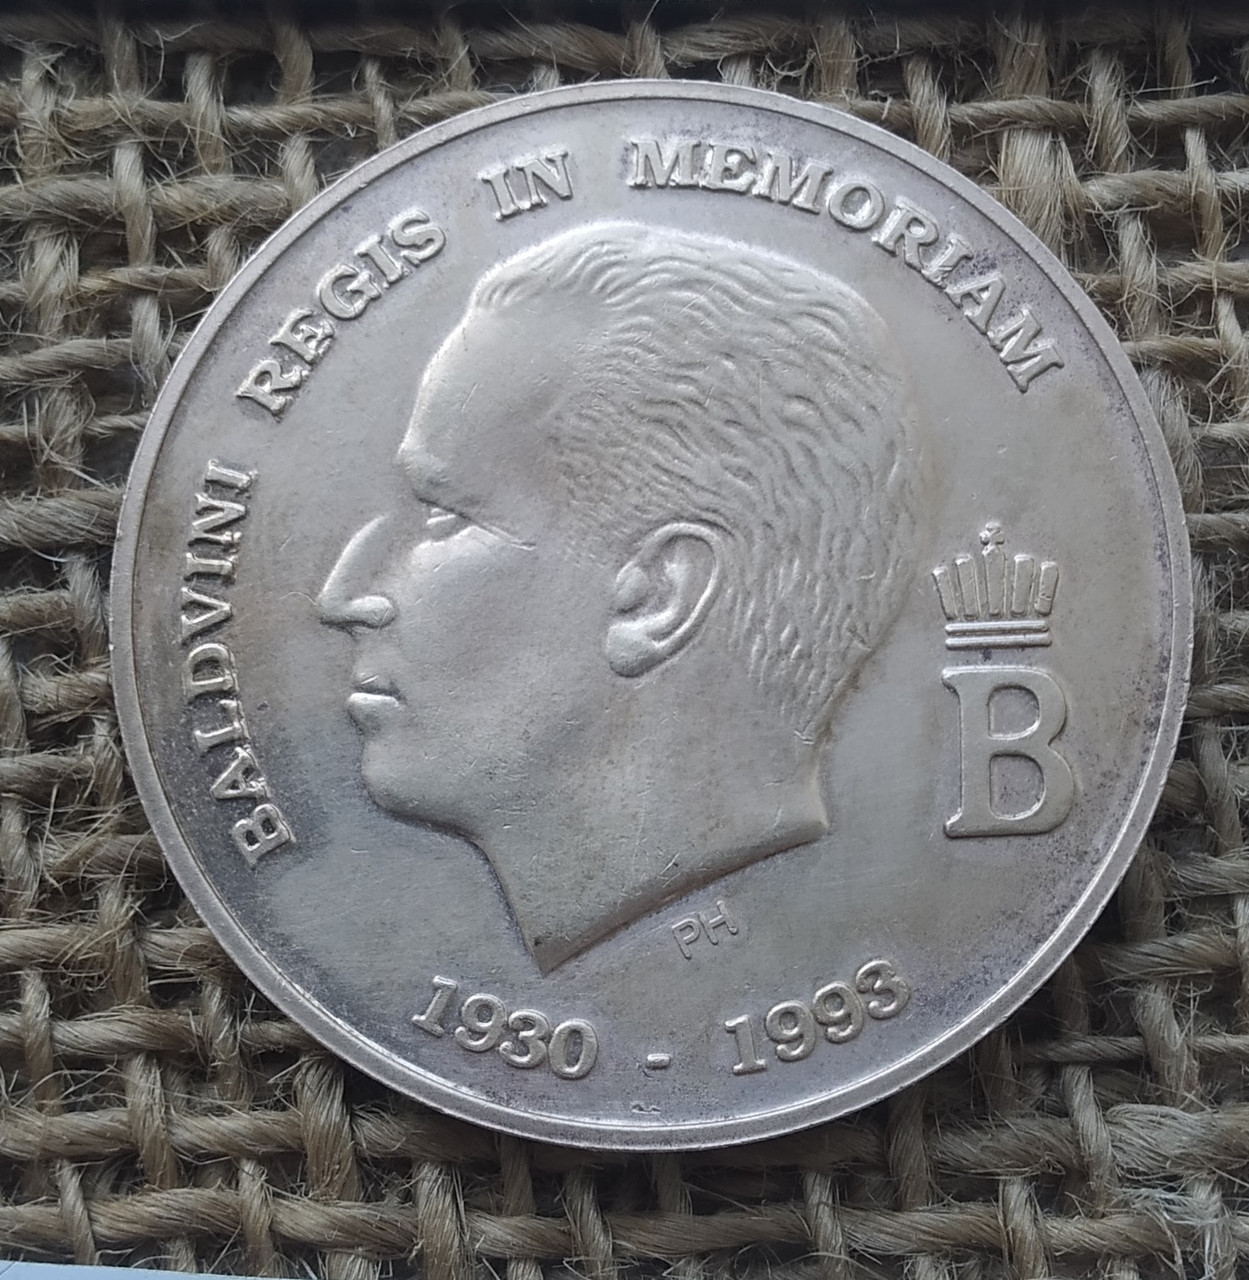 BALDVINI REGIS IN MEMORIAM
B
PH
1930 - 1993